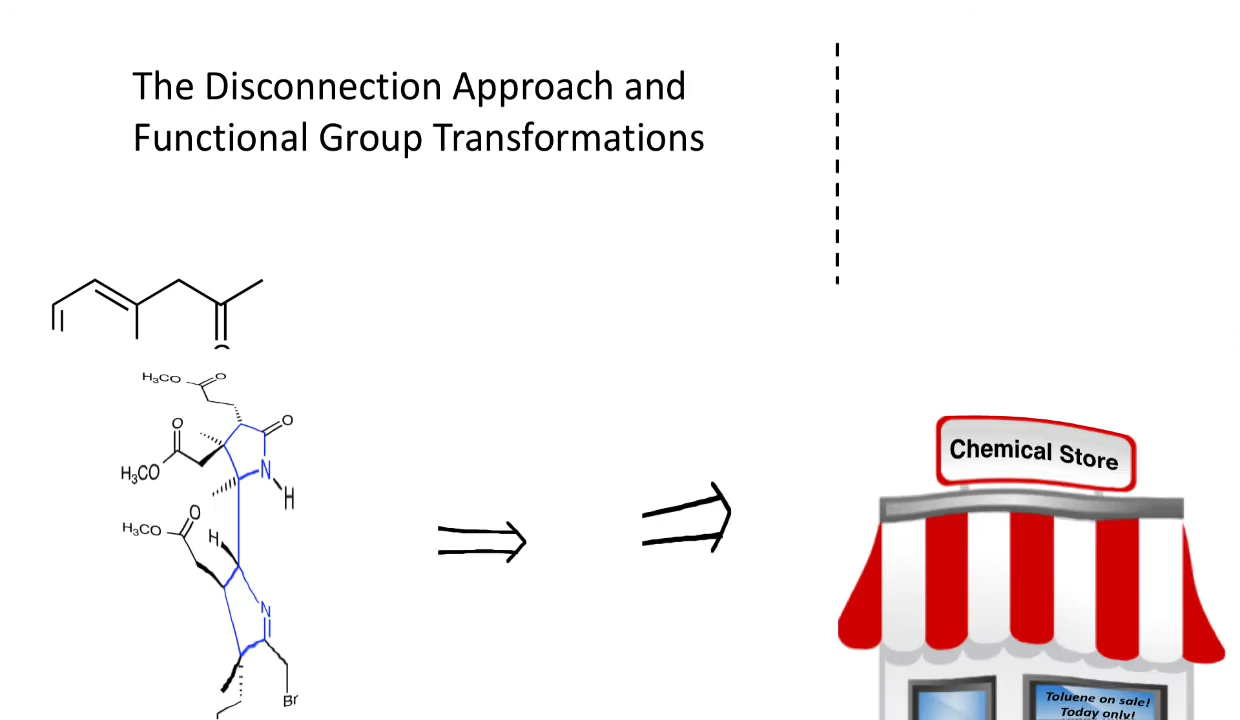 The Disconnection Approach and
Functional Group Transformations
H₃CO
O
O
O
H₃CO
N
H
O
H₃CO
H
N
Br
Chemical Store
Toluene on sale!
Today only!